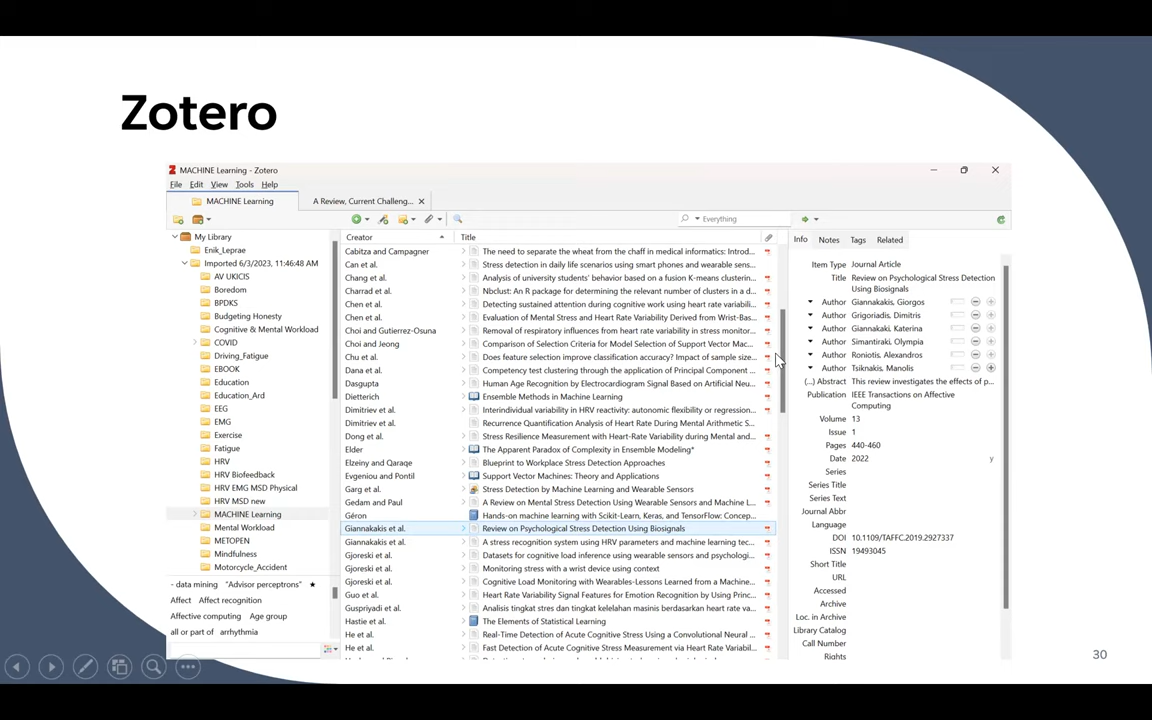 Zotero
MACHINE Learning - Zotero
File Edit View Tools Help
MACHINE Learning
A Review, Current Challeng...
Everything
My Library
Enik_Leprae
Imported 6/3/2023, 11:46:48 AM
AV UKICIS
Boredom
BPDKS
Budgeting Honesty
Cognitive & Mental Workload
COVID
Driving_Fatigue
EBOOK
Education
Education_Ard
EEG
EMG
Exercise
Fatigue
HRV
HRV Biofeedback
HRV EMG MSD Physical
HRV MSD new
MACHINE Learning
Mental Workload
METOPEN
Mindfulness
Motorcycle_Accident
- data mining "Advisor perceptrons"
Affect Affect recognition
Affective computing Age group
all or part of arrhythmia
Creator Title
Cabitza and Campagner The need to separate the wheat from the chaff in medical informatics: Introd...
Can et al. Stress detection in daily life scenarios using smart phones and wearable sens...
Chang et al. Analysis of university students' behavior based on a fusion K-means clusterin...
Charrad et al. Nbclust: An R package for determining the relevant number of clusters in a d...
Chen et al. Detecting sustained attention during cognitive work using heart rate variabili...
Chen et al. Evaluation of Mental Stress and Heart Rate Variability Derived from Wrist-Bas...
Choi and Gutierrez-Osuna Removal of respiratory influences from heart rate variability in stress monitor...
Choi and Jeong Comparison of Selection Criteria for Model Selection of Support Vector Mac...
Chu et al. Does feature selection improve classification accuracy? Impact of sample size...
Dana et al. Competency test clustering through the application of Principal Component ...
Dasgupta Human Age Recognition by Electrocardiogram Signal Based on Artificial Neu...
Dietterich Ensemble Methods in Machine Learning
Dimitriev et al. Interindividual variability in HRV reactivity: autonomic flexibility or regression...
Dimitriev et al. Recurrence Quantification Analysis of Heart Rate During Mental Arithmetic S...
Dong et al. Stress Resilience Measurement with Heart-Rate Variability during Mental and...
Elder The Apparent Paradox of Complexity in Ensemble Modeling*
Elzeiny and Qaraqe Blueprint to Workplace Stress Detection Approaches
Evgeniou and Pontil Support Vector Machines: Theory and Applications
Garg et al. Stress Detection by Machine Learning and Wearable Sensors
Gedam and Paul A Review on Mental Stress Detection Using Wearable Sensors and Machine L...
Géron Hands-on machine learning with Scikit-Learn, Keras, and TensorFlow: Concep...
Giannakakis et al. Review on Psychological Stress Detection Using Biosignals
Giannakakis et al. A stress recognition system using HRV parameters and machine learning tec...
Gjoreski et al. Datasets for cognitive load inference using wearable sensors and psychologi...
Gjoreski et al. Monitoring stress with a wrist device using context
Gjoreski et al. Cognitive Load Monitoring with Wearables-Lessons Learned from a Machine...
Guo et al. Heart Rate Variability Signal Features for Emotion Recognition by Using Princ...
Guspriyadi et al. Analisis tingkat stres dan tingkat kelelahan masinis berdasarkan heart rate va...
Hastie et al. The Elements of Statistical Learning
He et al. Real-Time Detection of Acute Cognitive Stress Using a Convolutional Neural ...
He et al. Fast Detection of Acute Cognitive Stress Using Heart Rate Variabil...
Info Notes Tags Related
Item Type Journal Article
Title Review on Psychological Stress Detection
Using Biosignals
Author Giannakakis, Giorgos
Author Grigoriadis, Dimitris
Author Giannakaki, Katerina
Author Simantiraki, Olympia
Author Roniotis, Alexandros
Author Tsiknakis, Manolis
(...) Abstract This review investigates the effects of p...
Publication IEEE Transactions on Affective
Computing
Volume 13
Issue 1
Pages 440-460
Date 2022 y
Series
Series Title
Series Text
Journal Abbr
Language
DOI 10.1109/TAFFC.2019.2927337
ISSN 19493045
Short Title
URL
Accessed
Archive
Loc. in Archive
Library Catalog
Call Number
Rights
30